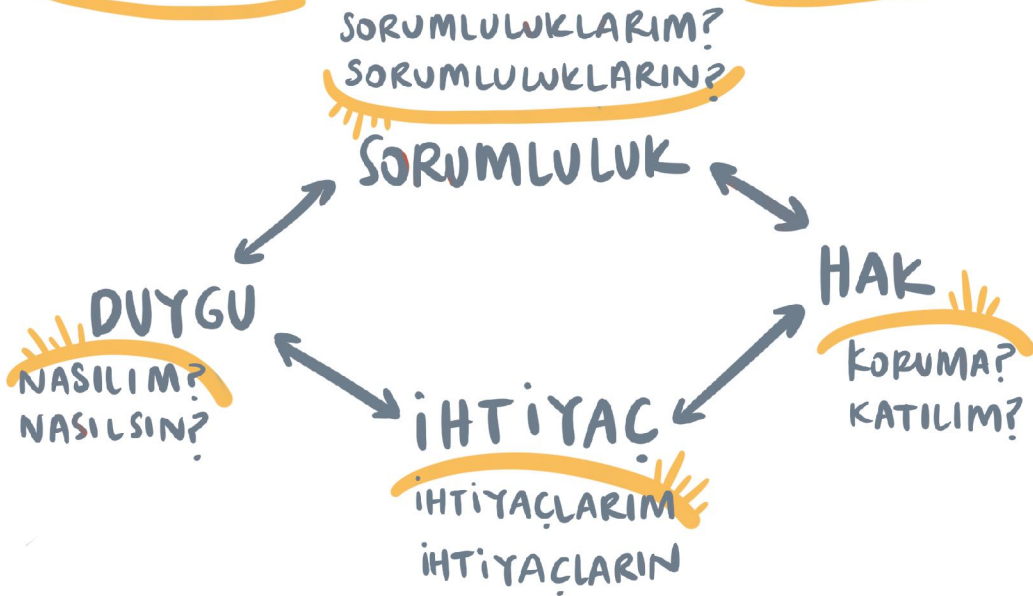 SORUMLULUKLARIM?
SORUMLULUKLARIN?
SORUMLULUK
HAK
KORUMA?
KATILIM?
DUYGU
NASILIM?
NASILSIN?
İHTİYAÇ
İHTİYAÇLARIM
İHTİYAÇLARIN